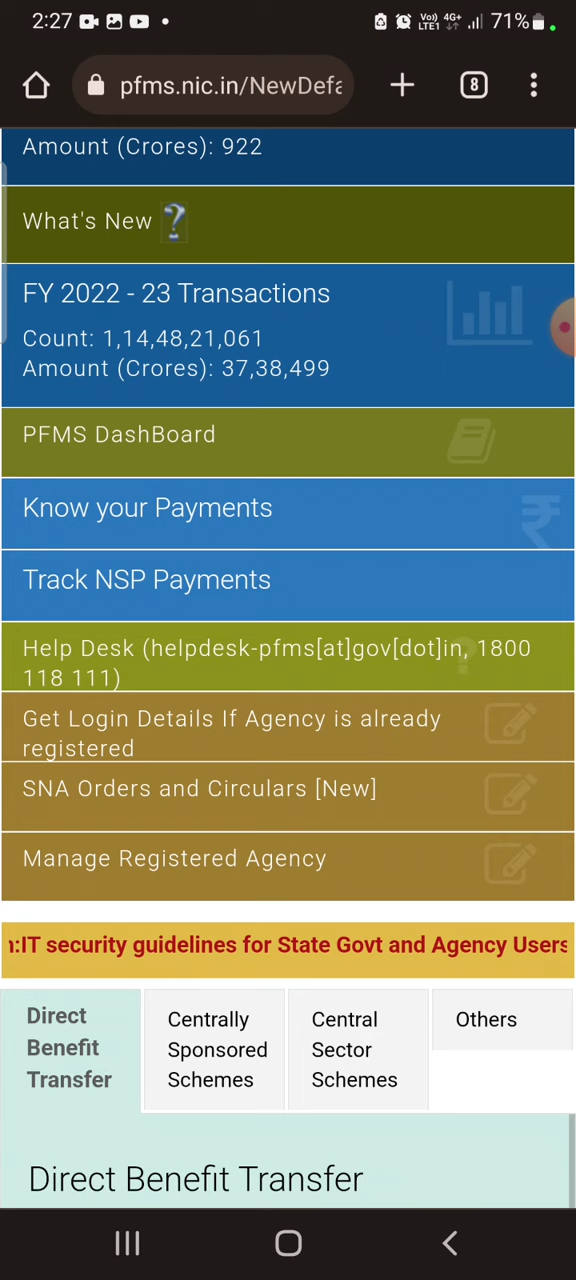 2:27
Vo)) 4G+
LTE1
71%
pfms.nic.in/NewDefa
8
Amount (Crores): 922
What's New ?
FY 2022 - 23 Transactions
Count: 1,14,48,21,061
Amount (Crores): 37,38,499
PFMS DashBoard
Know your Payments
₹
Track NSP Payments
Help Desk (helpdesk-pfms[at]gov[dot]in, 1800
118 111)
Get Login Details If Agency is already
registered
SNA Orders and Circulars [New]
Manage Registered Agency
:IT security guidelines for State Govt and Agency Users
Direct
Benefit
Transfer
Centrally
Sponsored
Schemes
Central
Sector
Schemes
Others
Direct Benefit Transfer